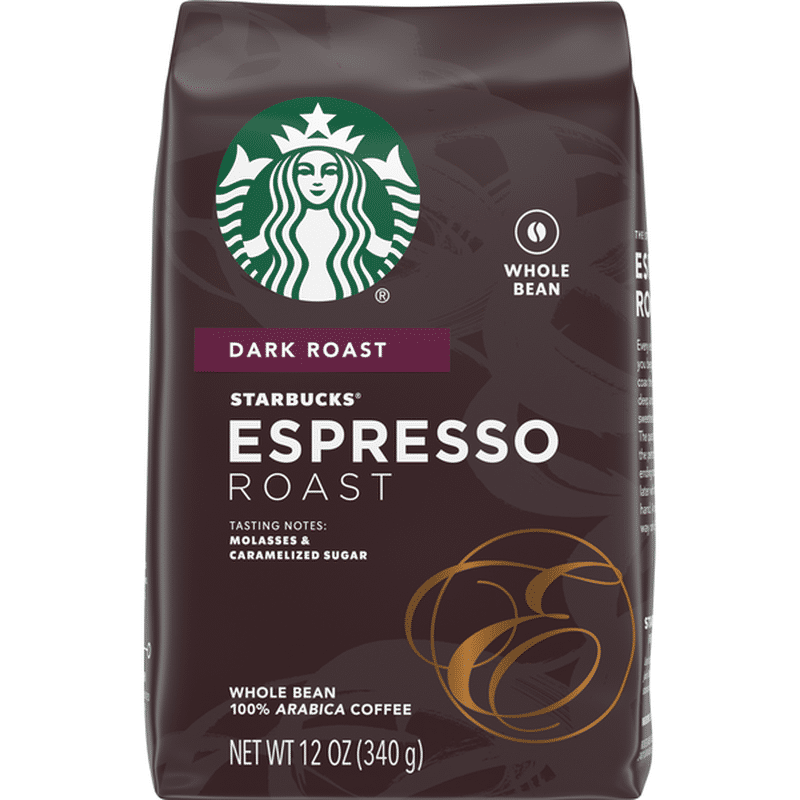 ®
WHOLE
BEAN
DARK ROAST
STARBUCKS®
ESPRESSO
ROAST
TASTING NOTES:
MOLASSES &
CARAMELIZED SUGAR
WHOLE BEAN
100% ARABICA COFFEE
NET WT 12 OZ (340 g)